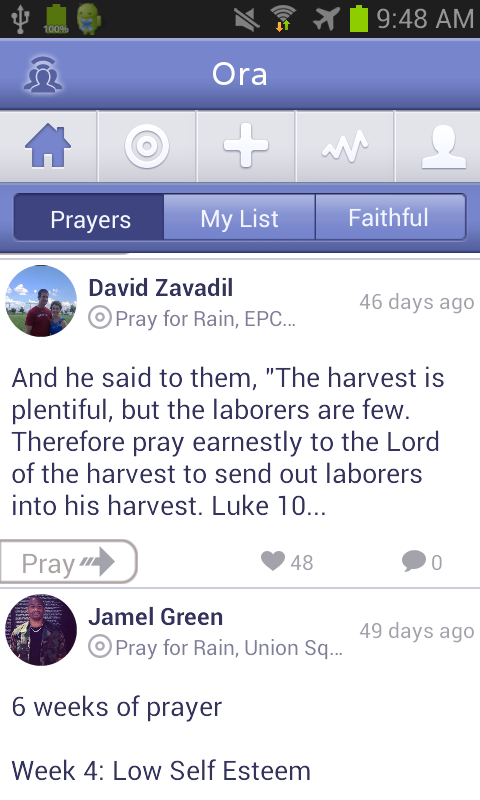 100%
9:48 AM
Ora
Prayers
My List
Faithful
David Zavadil
46 days ago
Pray for Rain, EPC...
And he said to them, "The harvest is
plentiful, but the laborers are few.
Therefore pray earnestly to the Lord
of the harvest to send out laborers
into his harvest. Luke 10...
Pray
48
0
Jamel Green
49 days ago
Pray for Rain, Union Sq...
6 weeks of prayer
Week 4: Low Self Esteem